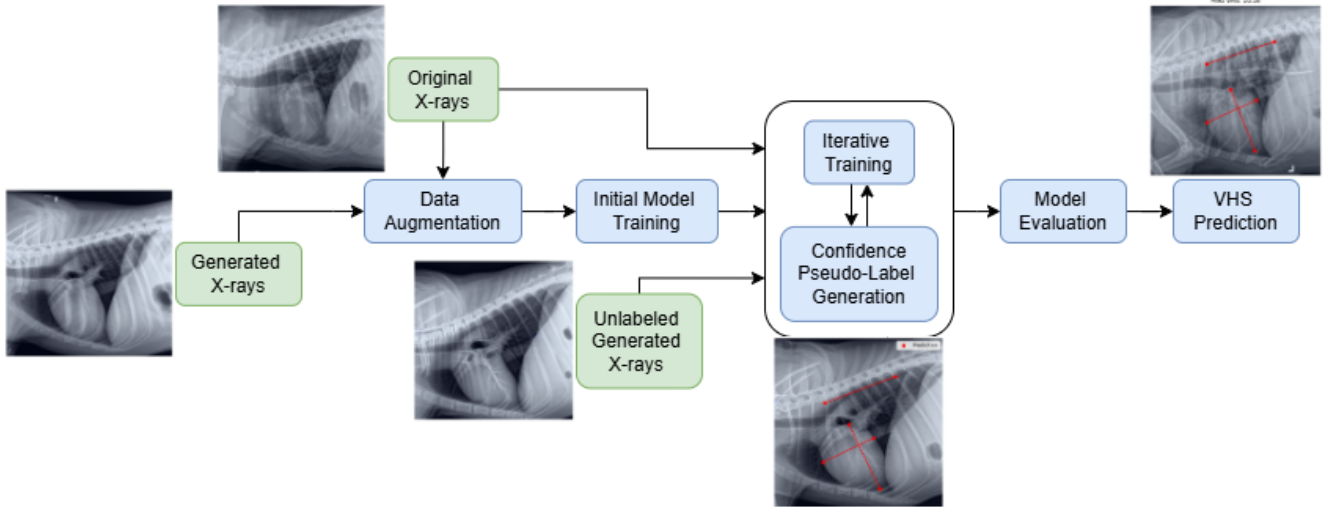 Original
X-rays
Iterative
Training
Data
Augmentation
Initial Model
Training
Model
Evaluation
VHS
Prediction
Generated
X-rays
Confidence
Pseudo-Label
Generation
Unlabeled
Generated
X-rays